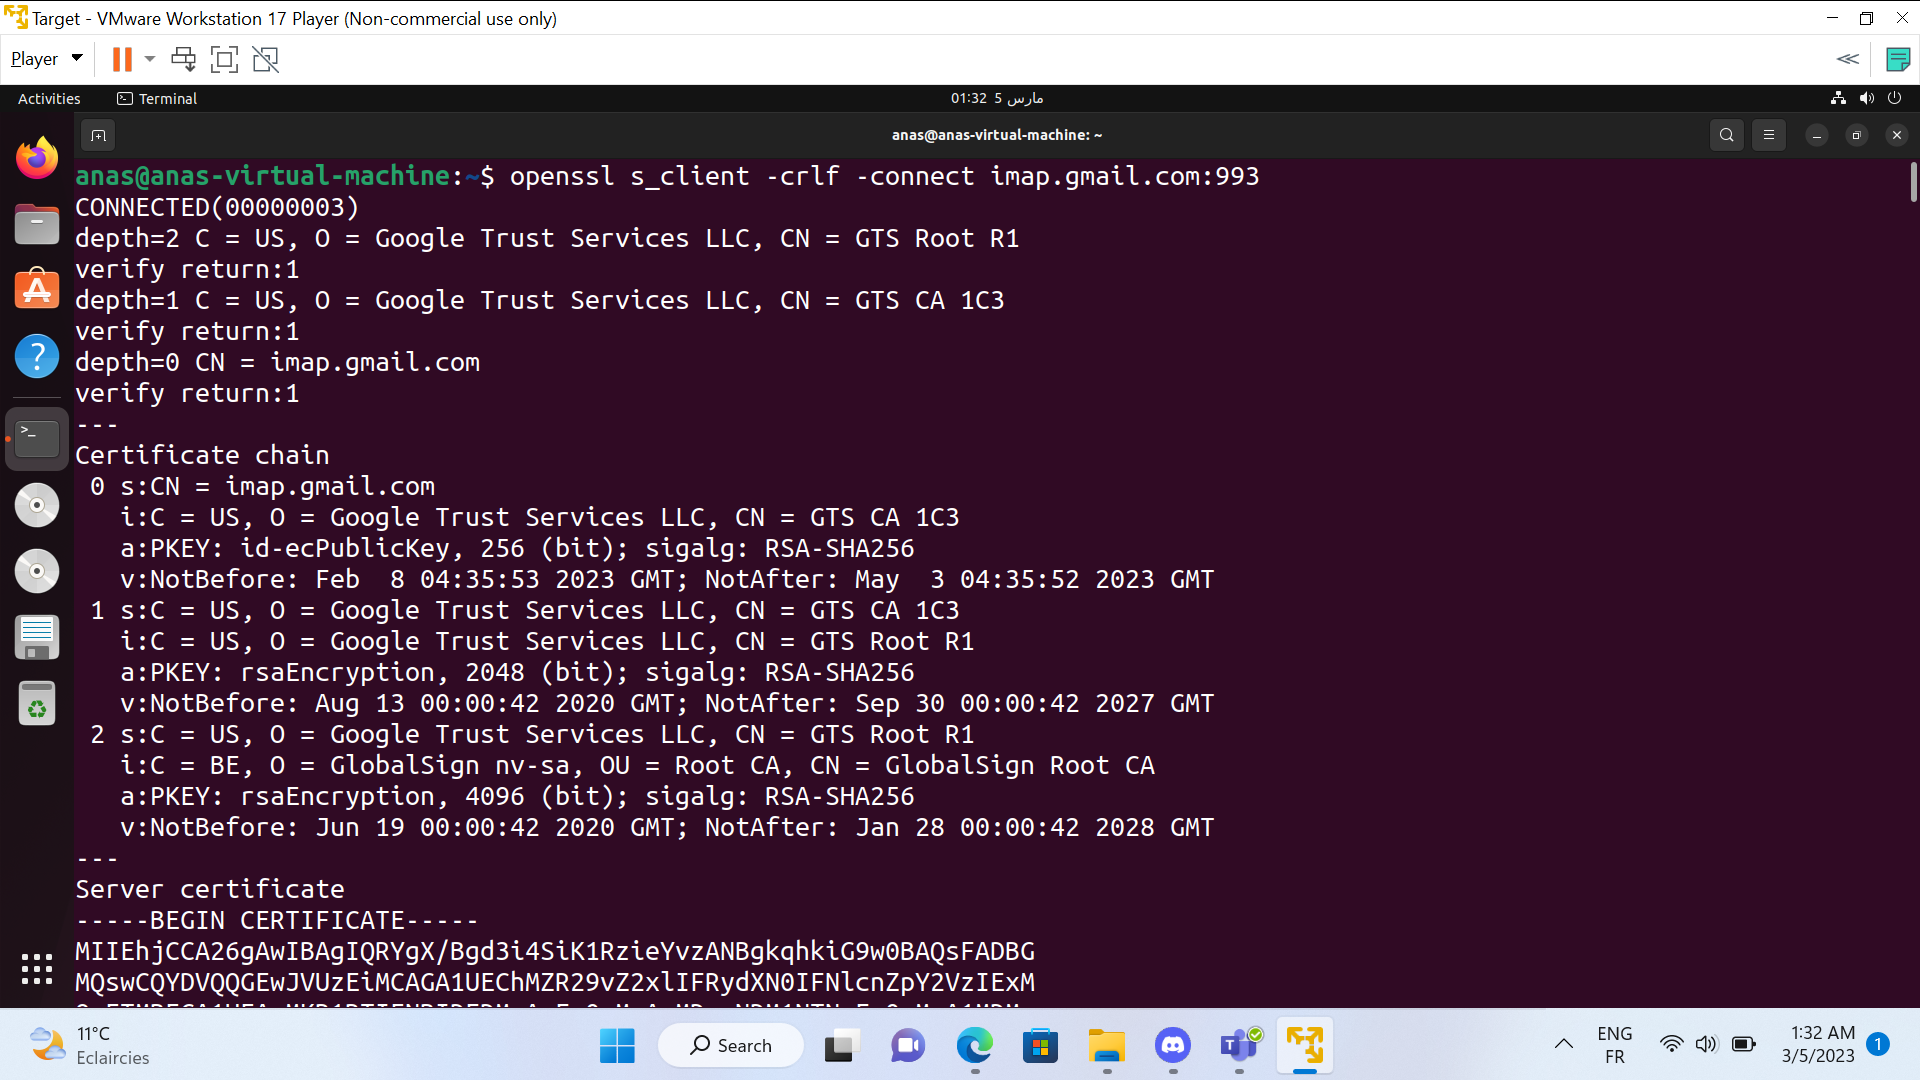 Target - VMware Workstation 17 Player (Non-commercial use only)
Player
Activities
Terminal
01:32 5 مارس
anas@anas-virtual-machine: ~
anas@anas-virtual-machine:~$ openssl s_client -crlf -connect imap.gmail.com:993
CONNECTED(00000003)
depth=2 C = US, O = Google Trust Services LLC, CN = GTS Root R1
verify return:1
depth=1 C = US, O = Google Trust Services LLC, CN = GTS CA 1C3
verify return:1
depth=0 CN = imap.gmail.com
verify return:1
---
Certificate chain
 0 s:CN = imap.gmail.com
   i:C = US, O = Google Trust Services LLC, CN = GTS CA 1C3
   a:PKEY: id-ecPublicKey, 256 (bit); sigalg: RSA-SHA256
   v:NotBefore: Feb  8 04:35:53 2023 GMT; NotAfter: May  3 04:35:52 2023 GMT
 1 s:C = US, O = Google Trust Services LLC, CN = GTS CA 1C3
   i:C = US, O = Google Trust Services LLC, CN = GTS Root R1
   a:PKEY: rsaEncryption, 2048 (bit); sigalg: RSA-SHA256
   v:NotBefore: Aug 13 00:00:42 2020 GMT; NotAfter: Sep 30 00:00:42 2027 GMT
 2 s:C = US, O = Google Trust Services LLC, CN = GTS Root R1
   i:C = BE, O = GlobalSign nv-sa, OU = Root CA, CN = GlobalSign Root CA
   a:PKEY: rsaEncryption, 4096 (bit); sigalg: RSA-SHA256
   v:NotBefore: Jun 19 00:00:42 2020 GMT; NotAfter: Jan 28 00:00:42 2028 GMT
---
Server certificate
-----BEGIN CERTIFICATE-----
MIIEhjCCA26gAwIBAgIQRYgX/Bgd3i4SiK1RzieYvzANBgkqhkiG9w0BAQsFADBG
MQswCQYDVQQGEwJVUzEiMCAGA1UEChMZR29vZ2xlIFRydXN0IFNlcnZpY2VzIExM
11°C
Eclaircies
Search
ENG
FR
1:32 AM
3/5/2023
1